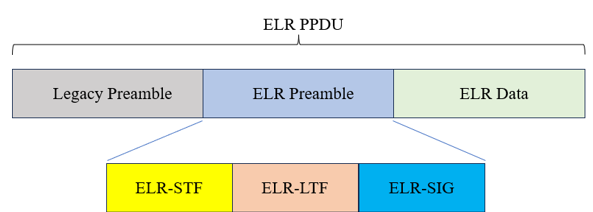 ELR PPDU
Legacy Preamble ELR Preamble ELR Data
ELR-STF ELR-LTF ELR-SIG